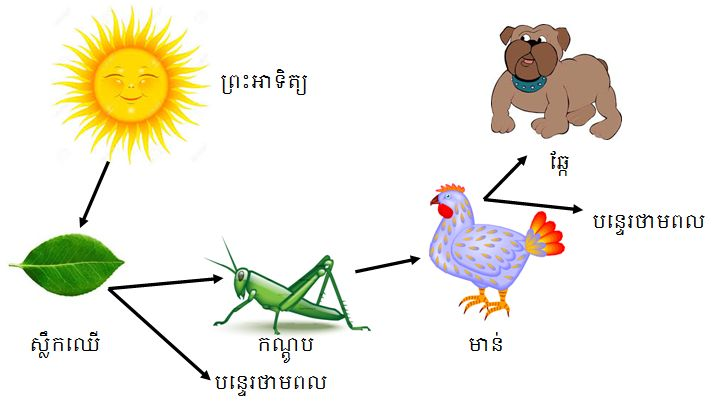 ព្រះអាទិត្យ
ឆ្កែ
បន្ទេរថាមពល
ស្លឹកឈើ
កណ្ដូប
មាន់
បន្ទេរថាមពល